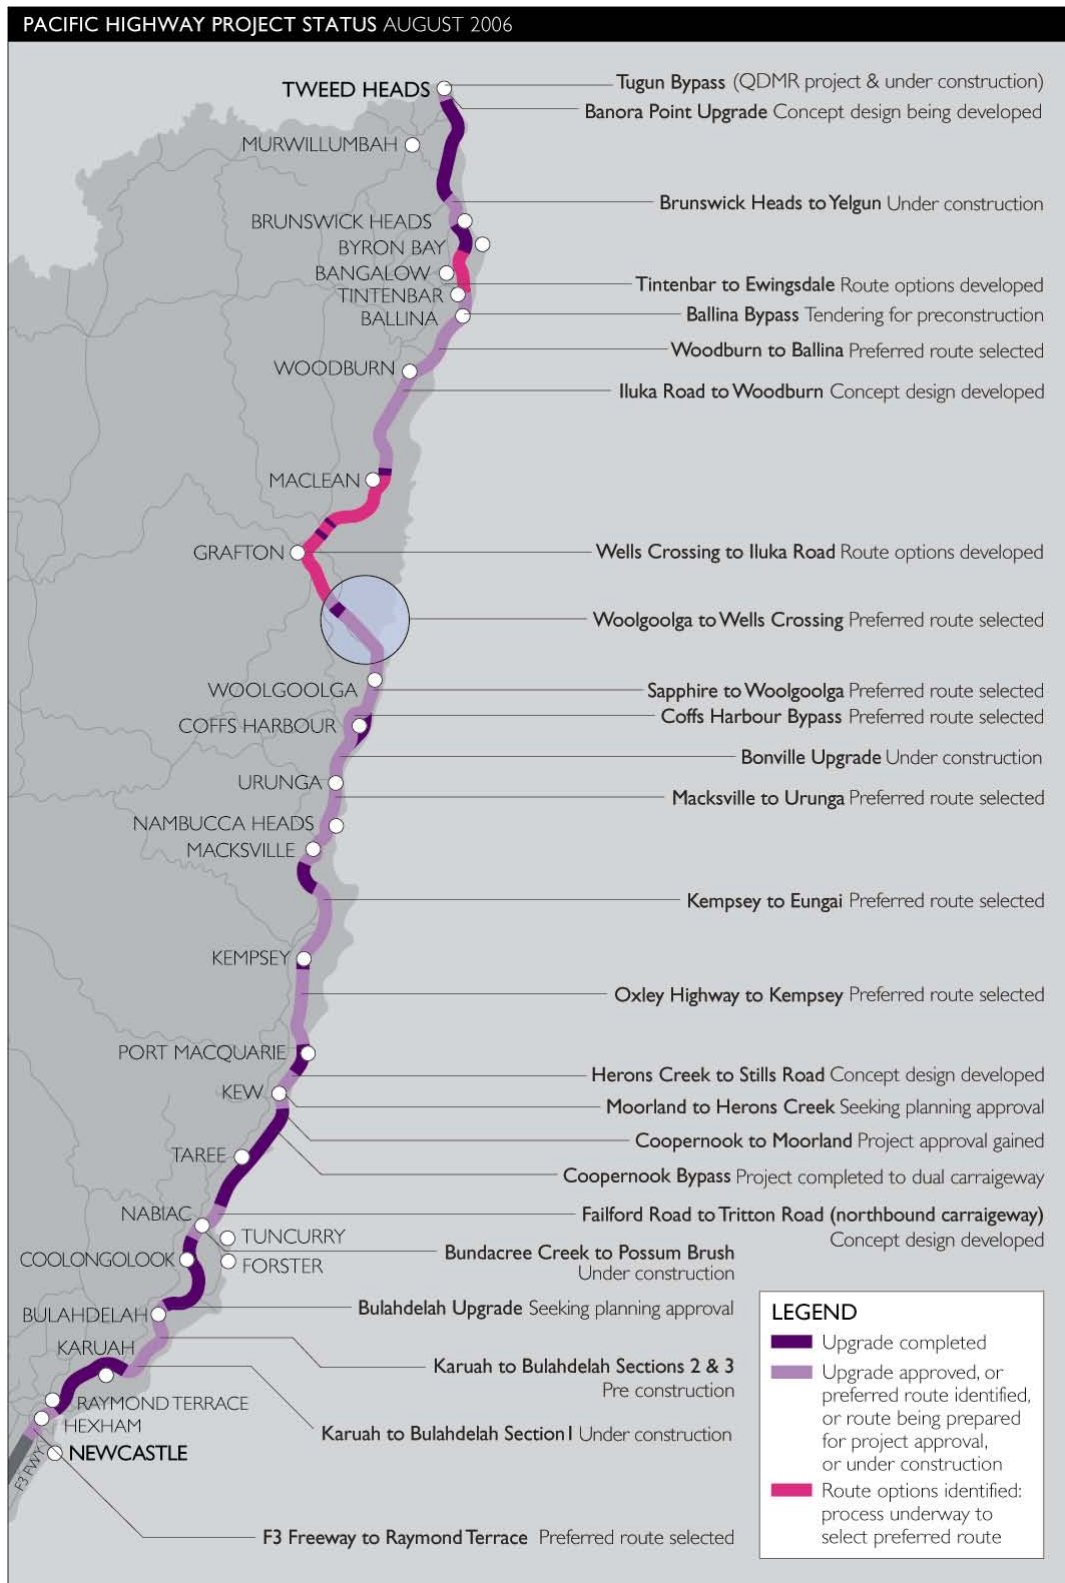 PACIFIC HIGHWAY PROJECT STATUS AUGUST 2006
TWEED HEADS
Tugun Bypass (QDMR project & under construction)
Banora Point Upgrade Concept design being developed
MURWILLUMBAH
Brunswick Heads to Yelgun Under construction
BRUNSWICK HEADS
BYRON BAY
BANGALOW
Tintenbar to Ewingsdale Route options developed
TINTENBAR
Ballina Bypass Tendering for preconstruction
BALLINA
Woodburn to Ballina Preferred route selected
WOODBURN
Iluka Road to Woodburn Concept design developed
MACLEAN
GRAFTON
Wells Crossing to Iluka Road Route options developed
Woolgoolga to Wells Crossing Preferred route selected
WOOLGOOLGA
Sapphire to Woolgoolga Preferred route selected
Coffs Harbour Bypass Preferred route selected
COFFS HARBOUR
Bonville Upgrade Under construction
URUNGA
Macksville to Urunga Preferred route selected
NAMBUCCA HEADS
MACKSVILLE
Kempsey to Eungai Preferred route selected
KEMPSEY
Oxley Highway to Kempsey Preferred route selected
PORT MACQUARIE
Herons Creek to Stills Road Concept design developed
KEW
Moorland to Herons Creek Seeking planning approval
Coopernook to Moorland Project approval gained
TAREE
Coopernook Bypass Project completed to dual carraigeway
NABIAC
Failford Road to Tritton Road (northbound carraigeway)
Concept design developed
TUNCURRY
Bundacree Creek to Possum Brush
Under construction
COOLONGOLOOK
FORSTER
Bulahdelah Upgrade Seeking planning approval
BULAHDELAH
KARUAH
Karuah to Bulahdelah Sections 2 & 3
Pre construction
RAYMOND TERRACE
HEXHAM
Karuah to Bulahdelah Section1 Under construction
NEWCASTLE
F3 FWY
F3 Freeway to Raymond Terrace Preferred route selected
LEGEND
Upgrade completed
Upgrade approved, or
preferred route identified,
or route being prepared
for project approval,
or under construction
Route options identified:
process underway to
select preferred route